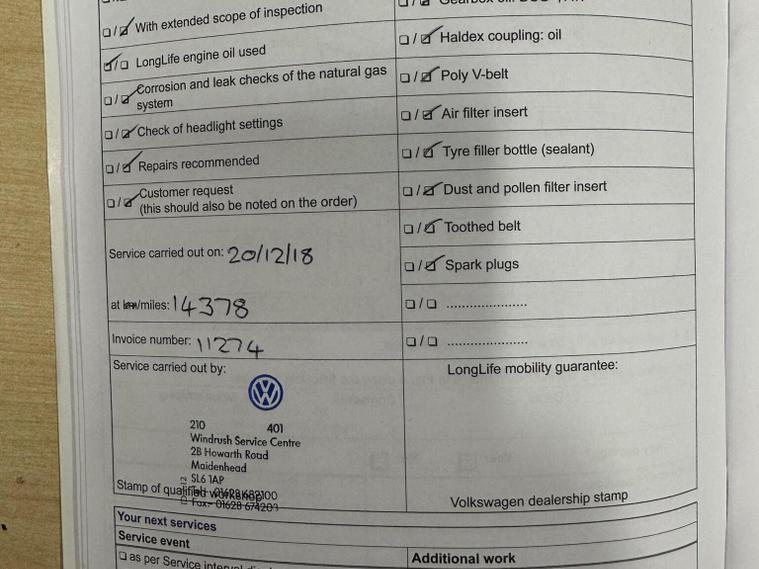 ☐/☑ With extended scope of inspection
☑/☐ LongLife engine oil used
☐/☑ Corrosion and leak checks of the natural gas
system
☐/☑ Check of headlight settings
☐/☑ Repairs recommended
☐/☑ Customer request
(this should also be noted on the order)
Service carried out on: 20/12/18
at km/miles: 14378
Invoice number: 11274
Service carried out by:
VW
210 401
Windrush Service Centre
2B Howarth Road
Maidenhead
SL6 1AP
Stamp of qualified workshop
Fax:- 01628 674203
☐/☑ Haldex coupling: oil
☐/☑ Poly V-belt
☐/☑ Air filter insert
☐/☑ Tyre filler bottle (sealant)
☐/☑ Dust and pollen filter insert
☐/☑ Toothed belt
☐/☑ Spark plugs
☐/☐ ......................
☐/☐ ......................
LongLife mobility guarantee:
Volkswagen dealership stamp
Your next services
Service event
Additional work